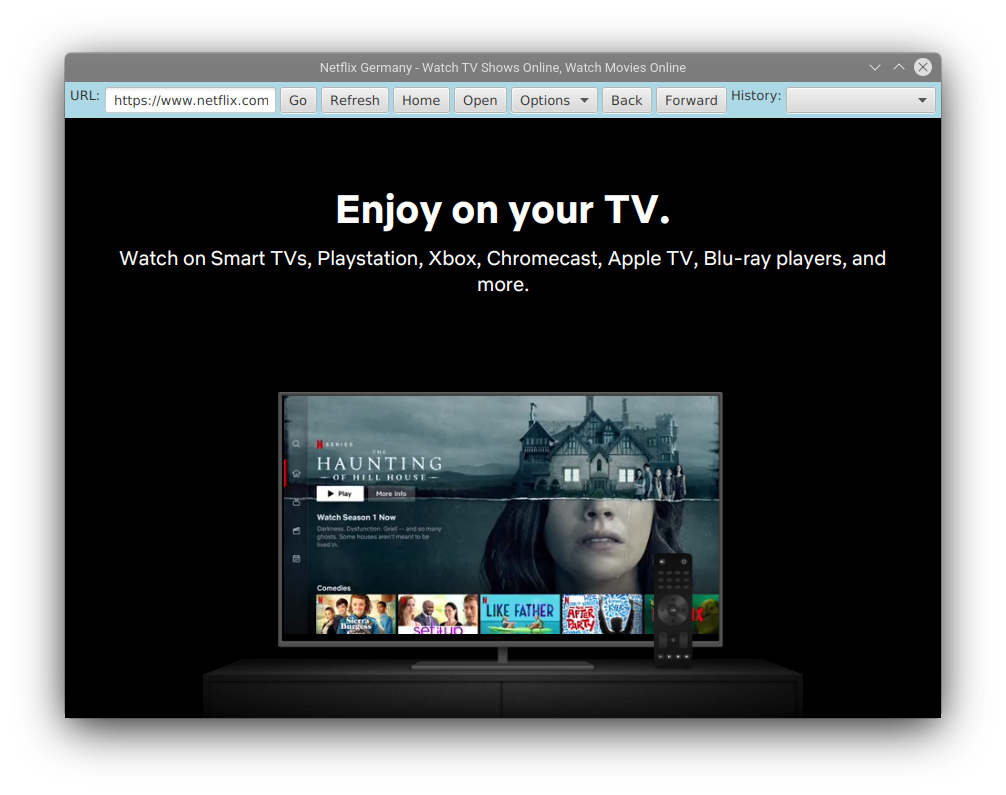 Netflix Germany - Watch TV Shows Online, Watch Movies Online
URL: https://www.netflix.com Go Refresh Home Open Options Back Forward History:
Enjoy on your TV.
Watch on Smart TVs, Playstation, Xbox, Chromecast, Apple TV, Blu-ray players, and
more.
N SERIES
THE
HAUNTING
OF HILL HOUSE
Play More Info
Watch Season 1 Now
Darkness. Dysfunction. Grief — and so many
ghosts. Some houses aren't meant to be
lived in.
Comedies
Sierra Burgess set it up LIKE FATHER AFTER PARTY